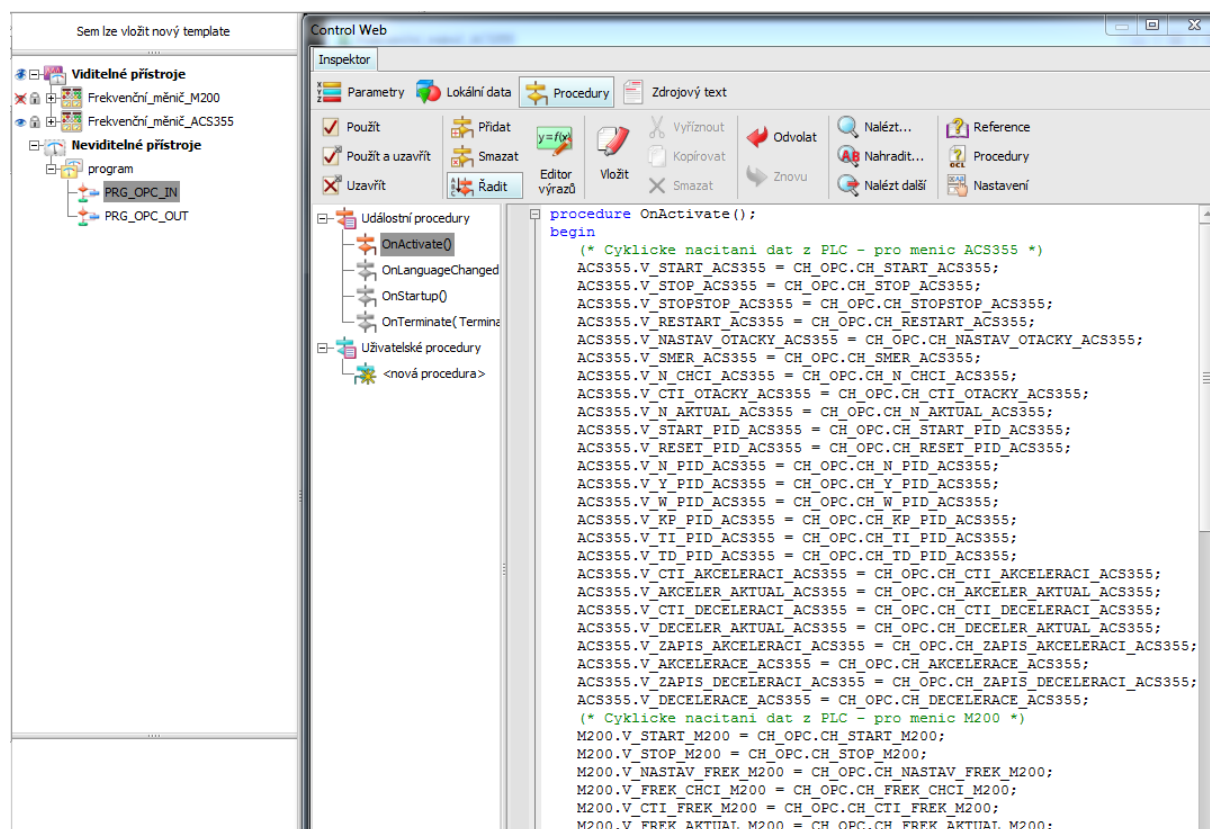 Sem lze vložit nový template
Viditelné přístroje
Frekvenční_měnič_M200
Frekvenční_měnič_ACS355
Neviditelné přístroje
program
PRG_OPC_IN
PRG_OPC_OUT
Control Web
Inspektor
Parametry Lokální data Procedury Zdrojový text
Použít Přidat Vyříznout Nalézt... Reference
Použít a uzavřít Smazat Kopírovat Odvolat Nahradit... Procedury
Uzavřít Řadit Editor výrazů Vložit Smazat Znovu Nalézt další Nastavení
Událostní procedury
OnActivate()
OnLanguageChanged
OnStartup()
OnTerminate( Termina
Uživatelské procedury
<nová procedura>
procedure OnActivate();
begin
(* Cyklicke nacitani dat z PLC - pro menic ACS355 *)
ACS355.V_START_ACS355 = CH_OPC.CH_START_ACS355;
ACS355.V_STOP_ACS355 = CH_OPC.CH_STOP_ACS355;
ACS355.V_STOPSTOP_ACS355 = CH_OPC.CH_STOPSTOP_ACS355;
ACS355.V_RESTART_ACS355 = CH_OPC.CH_RESTART_ACS355;
ACS355.V_NASTAV_OTACKY_ACS355 = CH_OPC.CH_NASTAV_OTACKY_ACS355;
ACS355.V_SMER_ACS355 = CH_OPC.CH_SMER_ACS355;
ACS355.V_N_CHCI_ACS355 = CH_OPC.CH_N_CHCI_ACS355;
ACS355.V_CTI_OTACKY_ACS355 = CH_OPC.CH_CTI_OTACKY_ACS355;
ACS355.V_N_AKTUAL_ACS355 = CH_OPC.CH_N_AKTUAL_ACS355;
ACS355.V_START_PID_ACS355 = CH_OPC.CH_START_PID_ACS355;
ACS355.V_RESET_PID_ACS355 = CH_OPC.CH_RESET_PID_ACS355;
ACS355.V_N_PID_ACS355 = CH_OPC.CH_N_PID_ACS355;
ACS355.V_Y_PID_ACS355 = CH_OPC.CH_Y_PID_ACS355;
ACS355.V_W_PID_ACS355 = CH_OPC.CH_W_PID_ACS355;
ACS355.V_KP_PID_ACS355 = CH_OPC.CH_KP_PID_ACS355;
ACS355.V_TI_PID_ACS355 = CH_OPC.CH_TI_PID_ACS355;
ACS355.V_TD_PID_ACS355 = CH_OPC.CH_TD_PID_ACS355;
ACS355.V_CTI_AKCELERACI_ACS355 = CH_OPC.CH_CTI_AKCELERACI_ACS355;
ACS355.V_AKCELER_AKTUAL_ACS355 = CH_OPC.CH_AKCELER_AKTUAL_ACS355;
ACS355.V_CTI_DECELERACI_ACS355 = CH_OPC.CH_CTI_DECELERACI_ACS355;
ACS355.V_DECELER_AKTUAL_ACS355 = CH_OPC.CH_DECELER_AKTUAL_ACS355;
ACS355.V_ZAPIS_AKCELERACI_ACS355 = CH_OPC.CH_ZAPIS_AKCELERACI_ACS355;
ACS355.V_AKCELERACE_ACS355 = CH_OPC.CH_AKCELERACE_ACS355;
ACS355.V_ZAPIS_DECELERACI_ACS355 = CH_OPC.CH_ZAPIS_DECELERACI_ACS355;
ACS355.V_DECELERACE_ACS355 = CH_OPC.CH_DECELERACE_ACS355;
(* Cyklicke nacitani dat z PLC - pro menic M200 *)
M200.V_START_M200 = CH_OPC.CH_START_M200;
M200.V_STOP_M200 = CH_OPC.CH_STOP_M200;
M200.V_NASTAV_FREK_M200 = CH_OPC.CH_NASTAV_FREK_M200;
M200.V_FREK_CHCI_M200 = CH_OPC.CH_FREK_CHCI_M200;
M200.V_CTI_FREK_M200 = CH_OPC.CH_CTI_FREK_M200;
M200.V_FREK_AKTUAL_M200 = CH_OPC.CH_FREK_AKTUAL_M200;